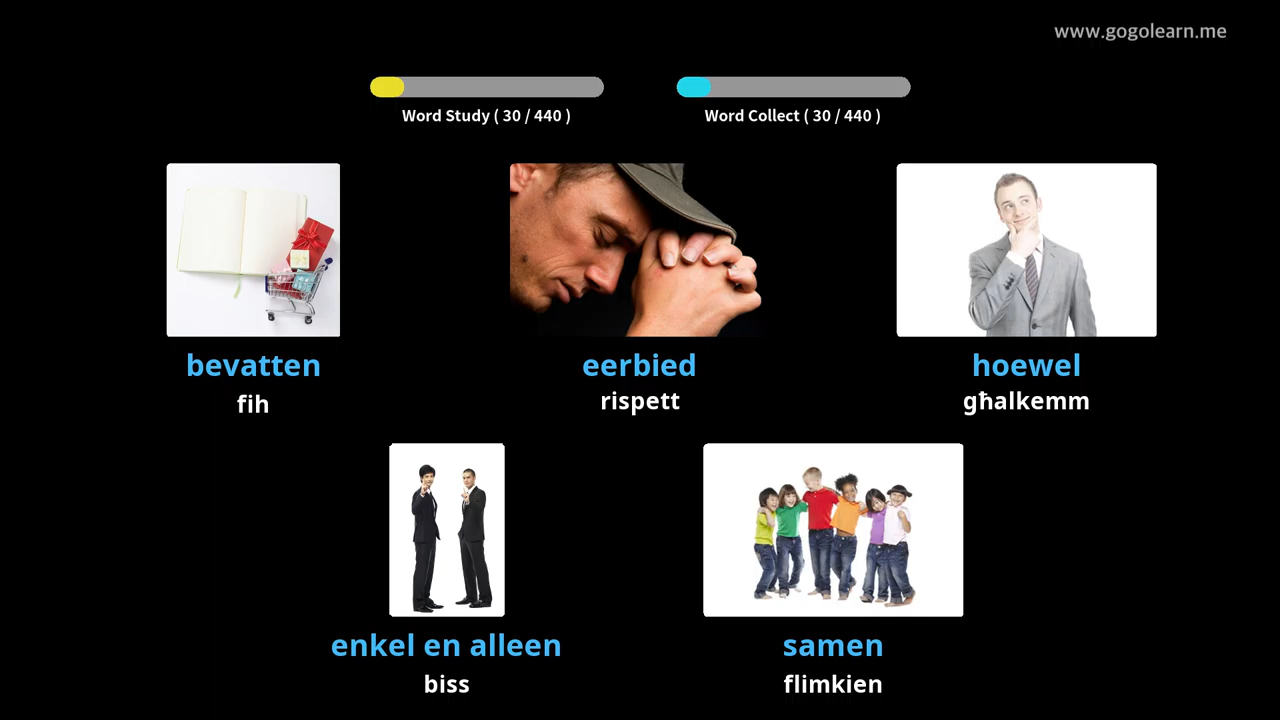 www.gogolearn.me
Word Study ( 30 / 440 )
Word Collect ( 30 / 440 )
bevatten
fih
eerbied
rispett
hoewel
għalkemm
enkel en alleen
biss
samen
flimkien